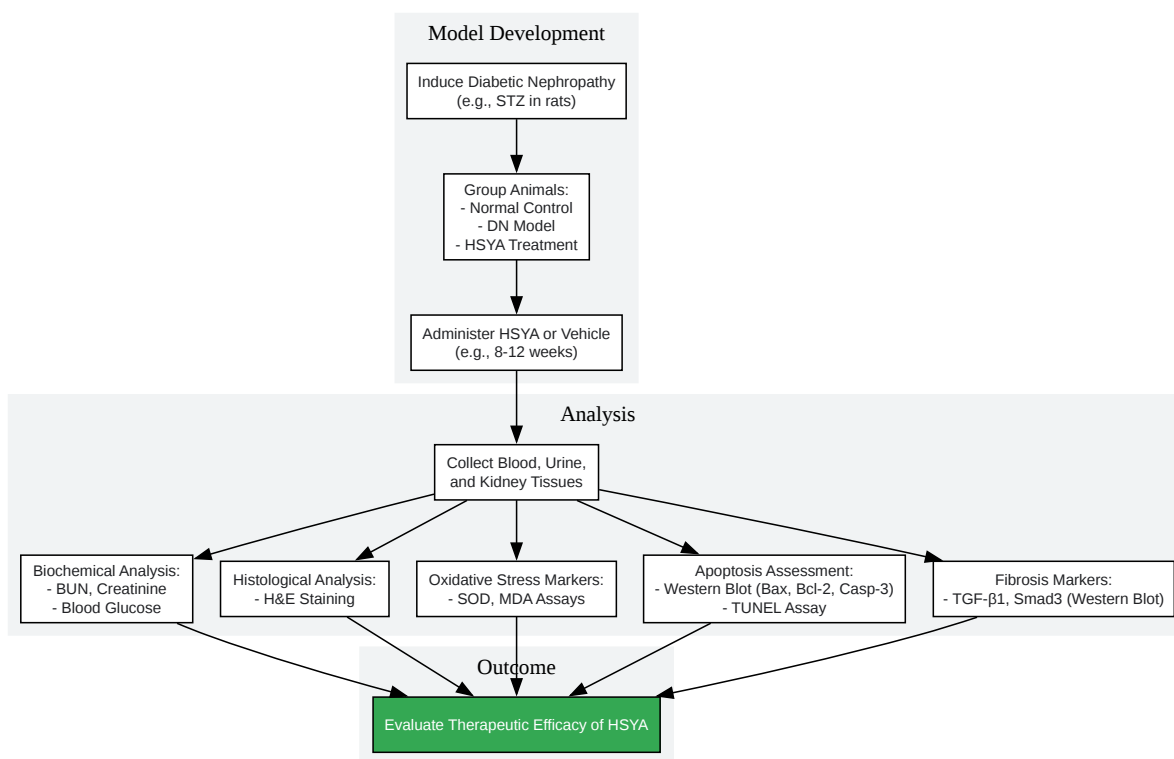 Model Development
Induce Diabetic Nephropathy
(e.g., STZ in rats)
Group Animals:
- Normal Control
- DN Model
- HSYA Treatment
Administer HSYA or Vehicle
(e.g., 8-12 weeks)
Analysis
Collect Blood, Urine,
and Kidney Tissues
Biochemical Analysis:
- BUN, Creatinine
- Blood Glucose
Histological Analysis:
- H&E Staining
Oxidative Stress Markers:
- SOD, MDA Assays
Apoptosis Assessment:
- Western Blot (Bax, Bcl-2, Casp-3)
- TUNEL Assay
Fibrosis Markers:
- TGF-β1, Smad3 (Western Blot)
Outcome
Evaluate Therapeutic Efficacy of HSYA